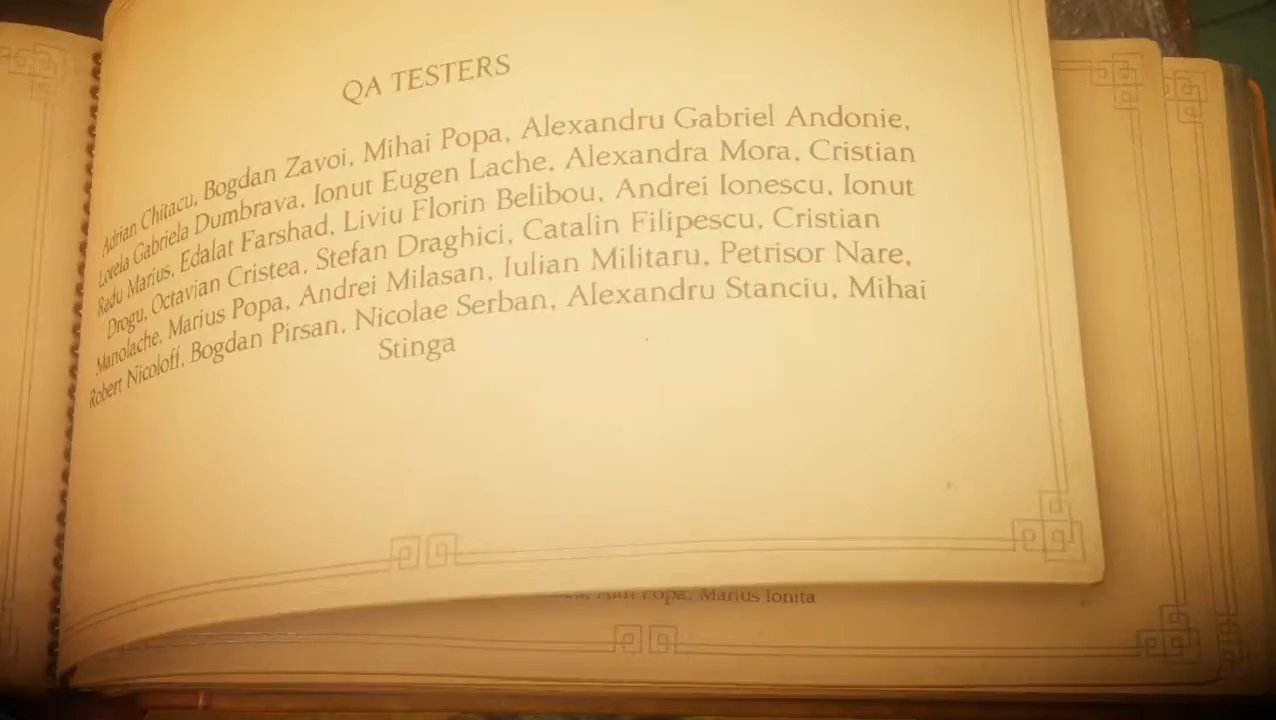 QA TESTERS
Adrian Chitacu, Bogdan Zavoi, Mihai Popa, Alexandru Gabriel Andonie,
Lorela Gabriela Dumbrava, Ionut Eugen Lache, Alexandra Mora, Cristian
Radu Marius, Edalat Farshad, Liviu Florin Belibou, Andrei Ionescu, Ionut
Drogu, Octavian Cristea, Stefan Draghici, Catalin Filipescu, Cristian
Manolache, Marius Popa, Andrei Milasan, Iulian Militaru, Petrisor Nare,
Robert Nicoloff, Bogdan Pirsan, Nicolae Serban, Alexandru Stanciu, Mihai
Stinga
Popa, Marius Ionita